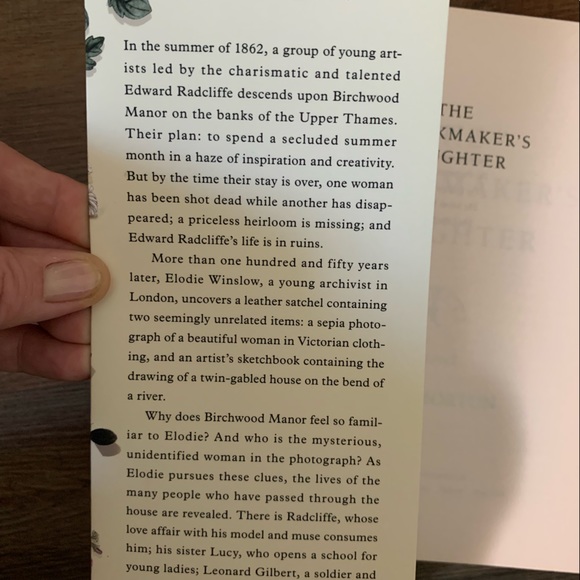 In the summer of 1862, a group of young art-
ists led by the charismatic and talented
Edward Radcliffe descends upon Birchwood
Manor on the banks of the Upper Thames.
Their plan: to spend a secluded summer
month in a haze of inspiration and creativity.
But by the time their stay is over, one woman
has been shot dead while another has disap-
peared; a priceless heirloom is missing; and
Edward Radcliffe's life is in ruins.
More than one hundred and fifty years
later, Elodie Winslow, a young archivist in
London, uncovers a leather satchel containing
two seemingly unrelated items: a sepia photo-
graph of a beautiful woman in Victorian cloth-
ing, and an artist's sketchbook containing the
drawing of a twin-gabled house on the bend of
a river.
Why does Birchwood Manor feel so famil-
iar to Elodie? And who is the mysterious,
unidentified woman in the photograph? As
Elodie pursues these clues, the lives of the
many people who have passed through the
house are revealed. There is Radcliffe, whose
love affair with his model and muse consumes
him; his sister Lucy, who opens a school for
young ladies; Leonard Gilbert, a soldier and
THE
KMAKER'S
GHTER